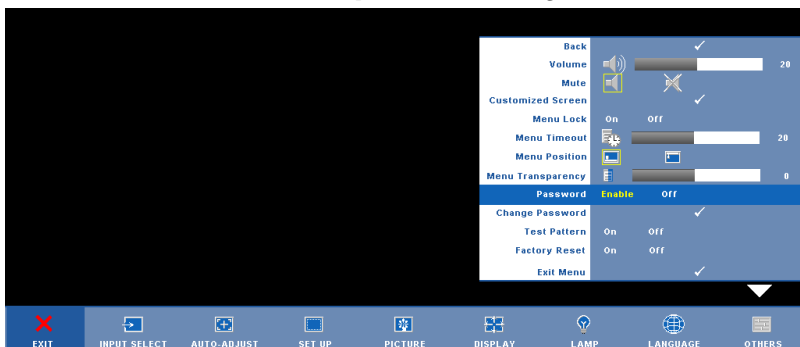 Back
Volume 20
Mute
Customized Screen
Menu Lock On Off
Menu Timeout 20
Menu Position
Menu Transparency 0
Password Enable Off
Change Password
Test Pattern On Off
Factory Reset On Off
Exit Menu
EXIT INPUT SELECT AUTO-ADJUST SET UP PICTURE DISPLAY LAMP LANGUAGE OTHERS